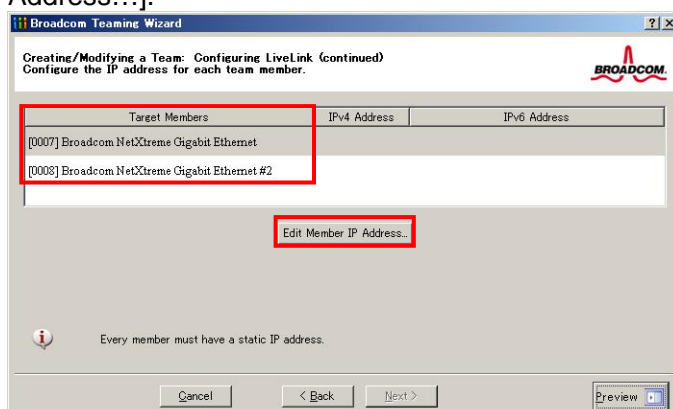 Address…].
Broadcom Teaming Wizard
Creating/Modifying a Team: Configuring LiveLink (continued)
Configure the IP address for each team member.
BROADCOM.
Target Members IPv4 Address IPv6 Address
[0007] Broadcom NetXtreme Gigabit Ethernet
[0008] Broadcom NetXtreme Gigabit Ethernet #2
Edit Member IP Address...
Every member must have a static IP address.
Cancel < Back Next > Preview